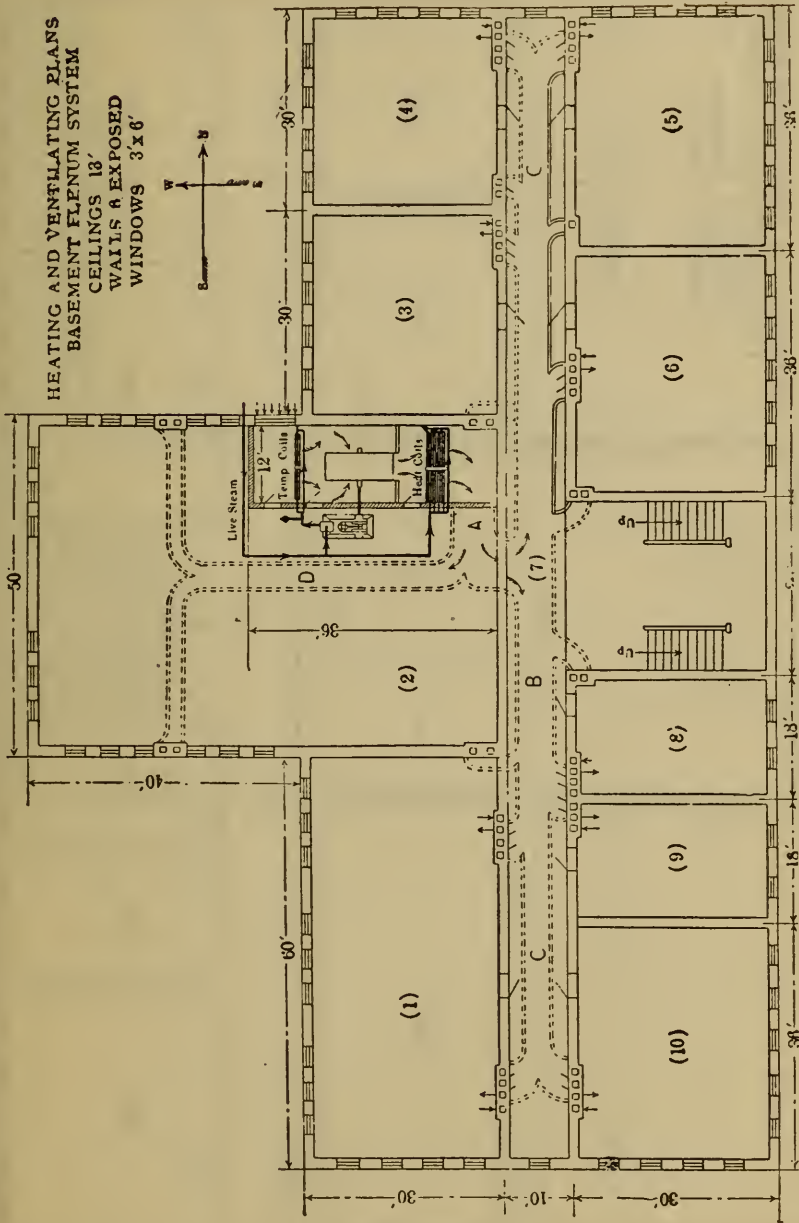 HEATING AND VENTILATING PLANS
BASEMENT PLENUM SYSTEM
CEILINGS 13'
WALLS & EXPOSED
WINDOWS 3'x6'
W
N
S
50'
40'
60'
30'
30'
Live Steam
12'
Temp Coils
Heat Coils
36'
D
A
B
C
C
(1)
(2)
(3)
(4)
(5)
(6)
(7)
(8)
(9)
(10)
Up
Up
30'
10'
30'
36'
18'
18'
36'
36'